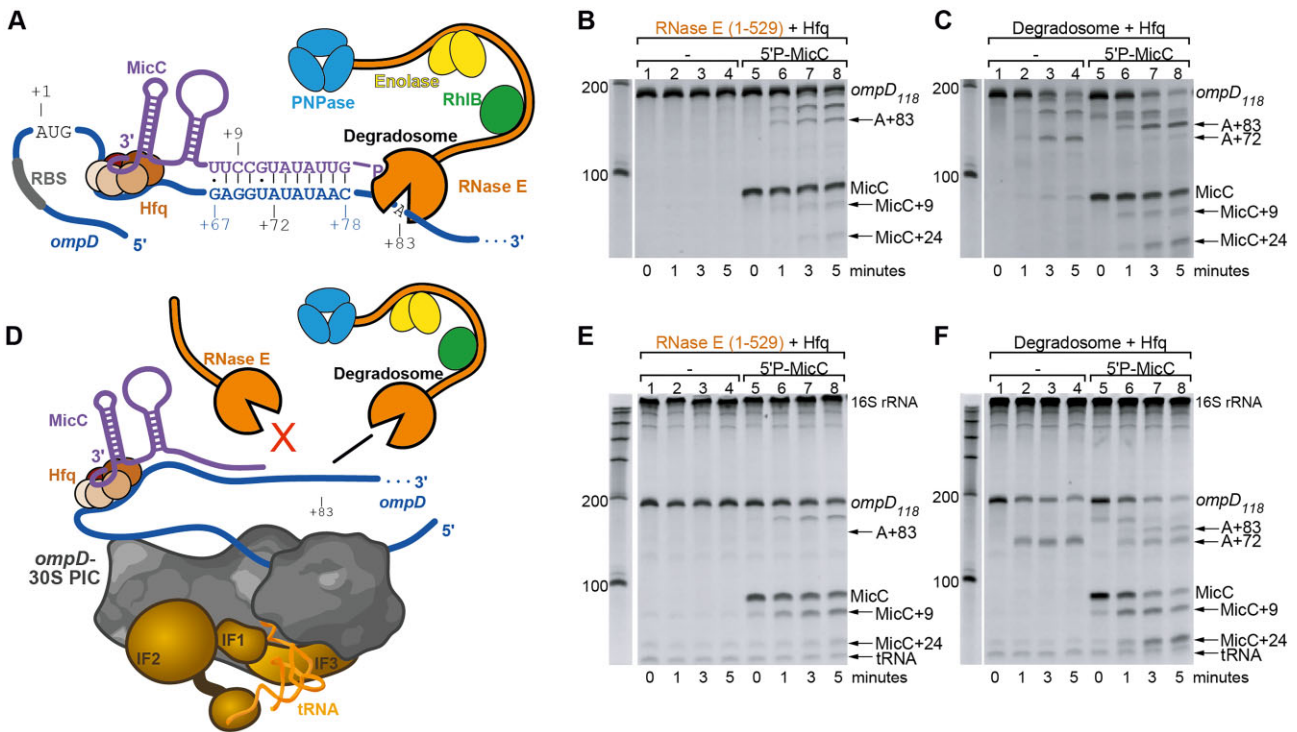 A
MicC
+1
AUG
3'
+9
RBS
Hfq
ompD
5'
UUCCGUAUAUUG
P
GAGGUAUAUAAC
+67
+72
+78
A
+83
··· 3'
PNPase
Enolase
RhlB
Degradosome
RNase E
B
RNase E (1-529) + Hfq
-
5'P-MicC
1 2 3 4 5 6 7 8
200
100
ompD118
A+83
MicC
MicC+9
MicC+24
0 1 3 5 0 1 3 5 minutes
C
Degradosome + Hfq
-
5'P-MicC
1 2 3 4 5 6 7 8
200
100
ompD118
A+83
A+72
MicC
MicC+9
MicC+24
0 1 3 5 0 1 3 5 minutes
D
RNase E
X
Degradosome
MicC
3'
Hfq
··· 3'
ompD
+83
5'
ompD-
30S PIC
IF2
IF1
IF3
tRNA
E
RNase E (1-529) + Hfq
-
5'P-MicC
1 2 3 4 5 6 7 8
16S rRNA
200
100
ompD118
A+83
MicC
MicC+9
MicC+24
tRNA
0 1 3 5 0 1 3 5 minutes
F
Degradosome + Hfq
-
5'P-MicC
1 2 3 4 5 6 7 8
16S rRNA
200
100
ompD118
A+83
A+72
MicC
MicC+9
MicC+24
tRNA
0 1 3 5 0 1 3 5 minutes